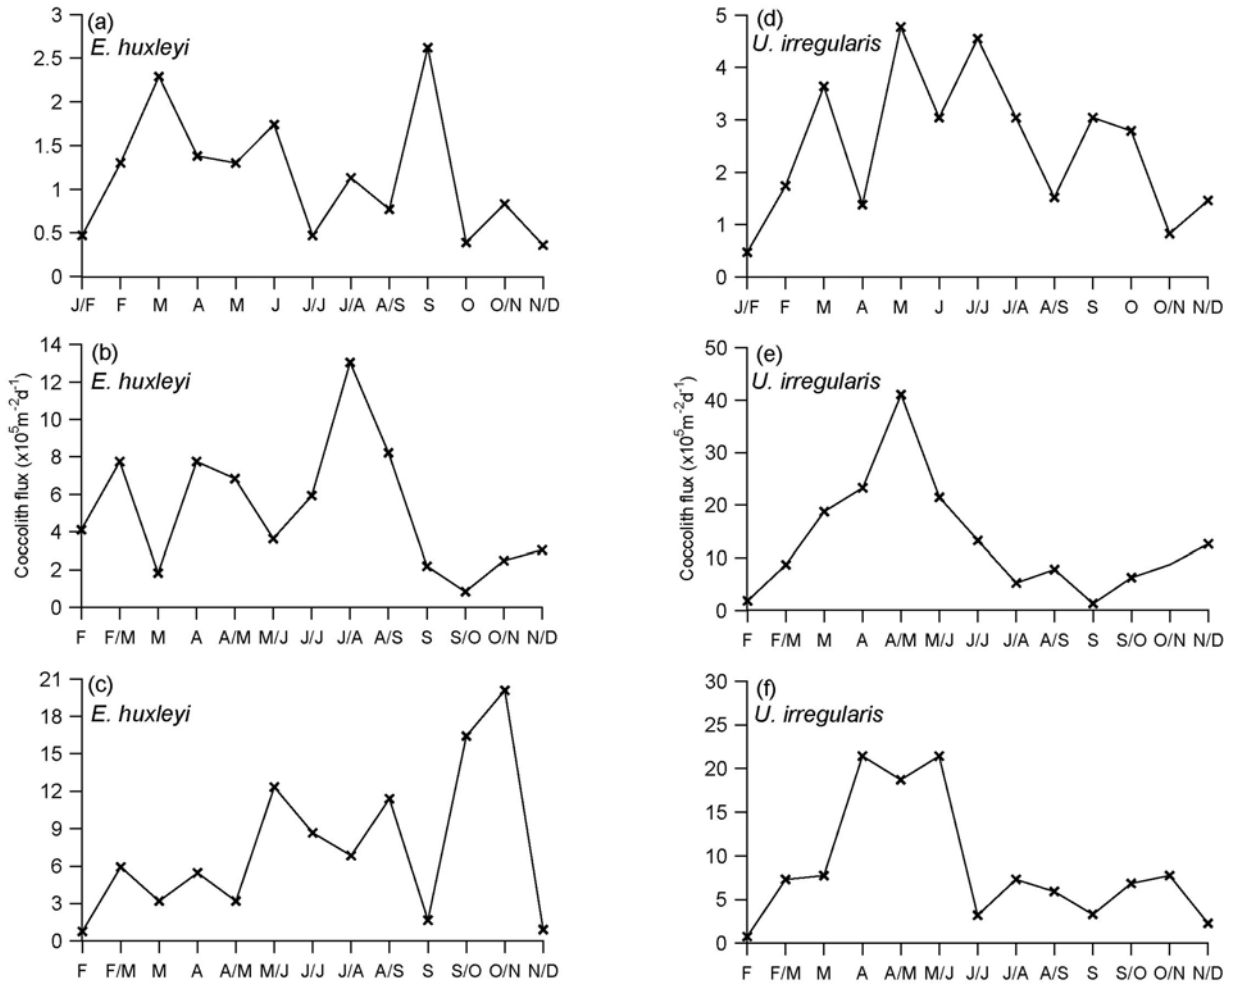 (a)
E. huxleyi
3
2.5
2
1.5
1
0.5
0
J/F F M A M J J/J J/A A/S S O O/N N/D
(d)
U. irregularis
5
4
3
2
1
0
J/F F M A M J J/J J/A A/S S O O/N N/D
(b)
E. huxleyi
Coccolith flux (x10⁵m⁻²d⁻¹)
14
12
10
8
6
4
2
0
F F/M M A A/M M/J J/J J/A A/S S S/O O/N N/D
(e)
U. irregularis
Coccolith flux (x10⁵m⁻²d⁻¹)
50
40
30
20
10
0
F F/M M A A/M M/J J/J J/A A/S S S/O O/N N/D
(c)
E. huxleyi
21
18
15
12
9
6
3
0
F F/M M A A/M M/J J/J J/A A/S S S/O O/N N/D
(f)
U. irregularis
30
25
20
15
10
5
0
F F/M M A A/M M/J J/J J/A A/S S S/O O/N N/D